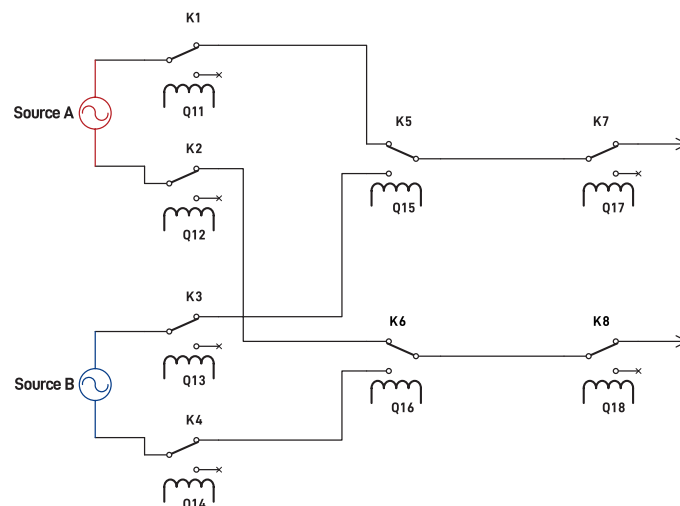 K1
Source A
Q11
K5
K7
K2
Q12
Q15
Q17
K3
K6
K8
Source B
Q13
Q16
Q18
K4
Q14